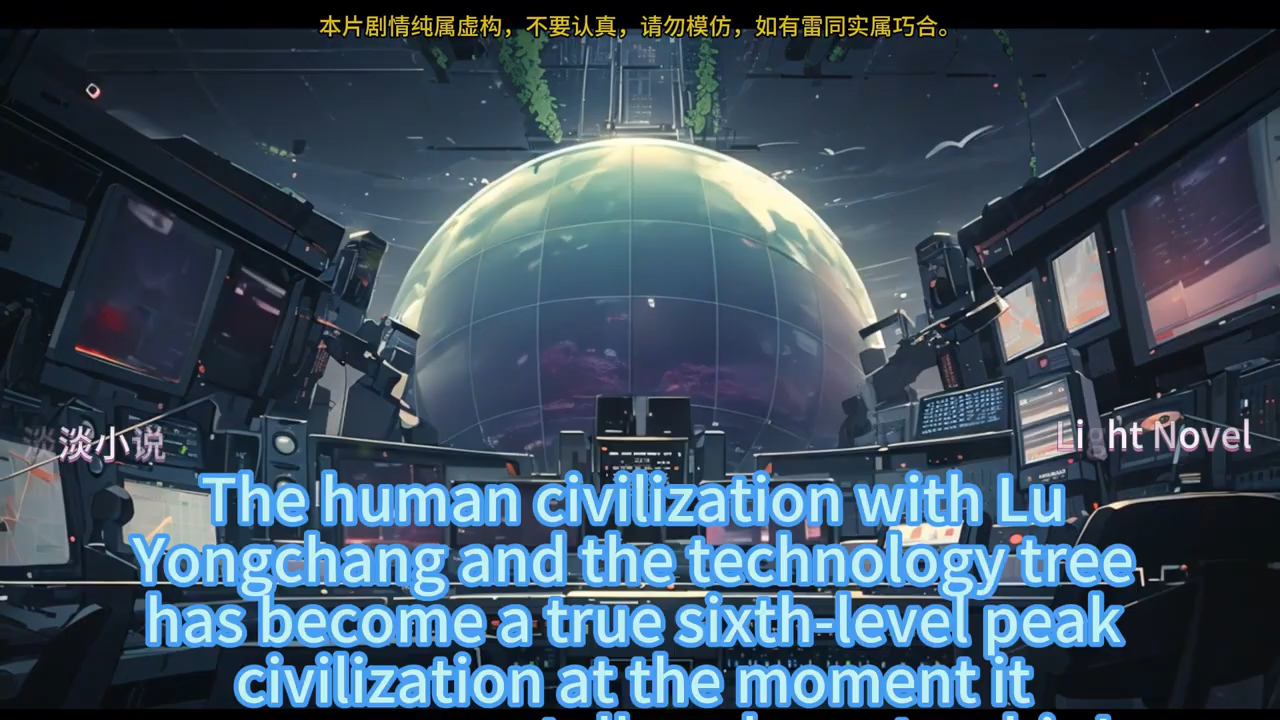 本片剧情纯属虚构，不要认真，请勿模仿，如有雷同实属巧合。
淡淡小说
Light Novel
The human civilization with Lu
Yongchang and the technology tree
has become a true sixth-level peak
civilization at the moment it